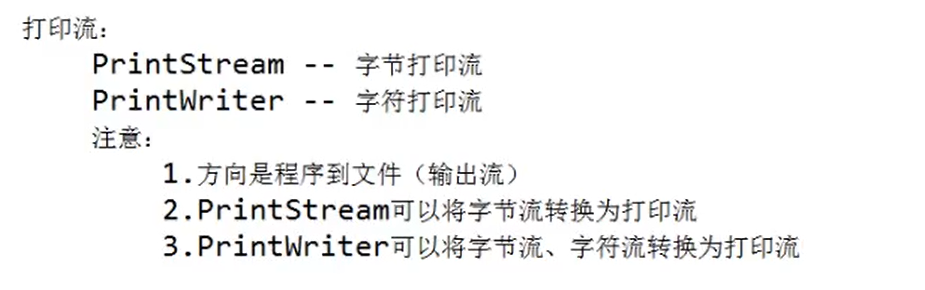 打印流：
PrintStream -- 字节打印流
PrintWriter -- 字符打印流
注意：
1.方向是程序到文件（输出流）
2.PrintStream可以将字节流转换为打印流
3.PrintWriter可以将字节流、字符流转换为打印流